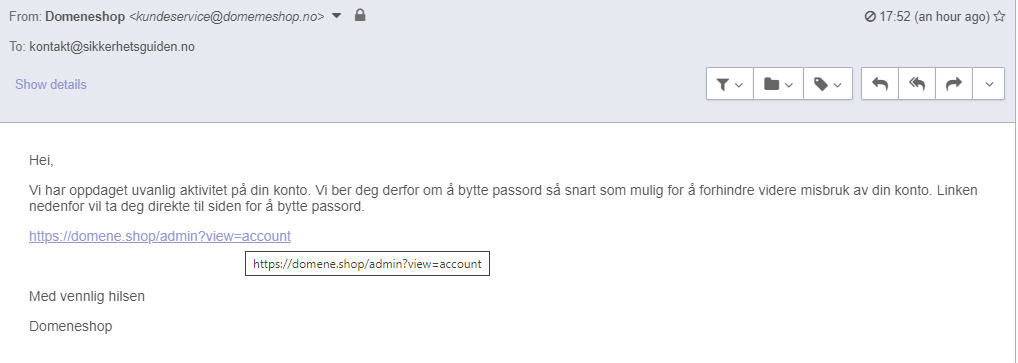 From: Domeneshop <kundeservice@domemeshop.no> 17:52 (an hour ago)
To: kontakt@sikkerhetsguiden.no
Show details
Hei,
Vi har oppdaget uvanlig aktivitet på din konto. Vi ber deg derfor om å bytte passord så snart som mulig for å forhindre videre misbruk av din konto. Linken
nedenfor vil ta deg direkte til siden for å bytte passord.
https://domene.shop/admin?view=account
https://domene.shop/admin?view=account
Med vennlig hilsen
Domeneshop